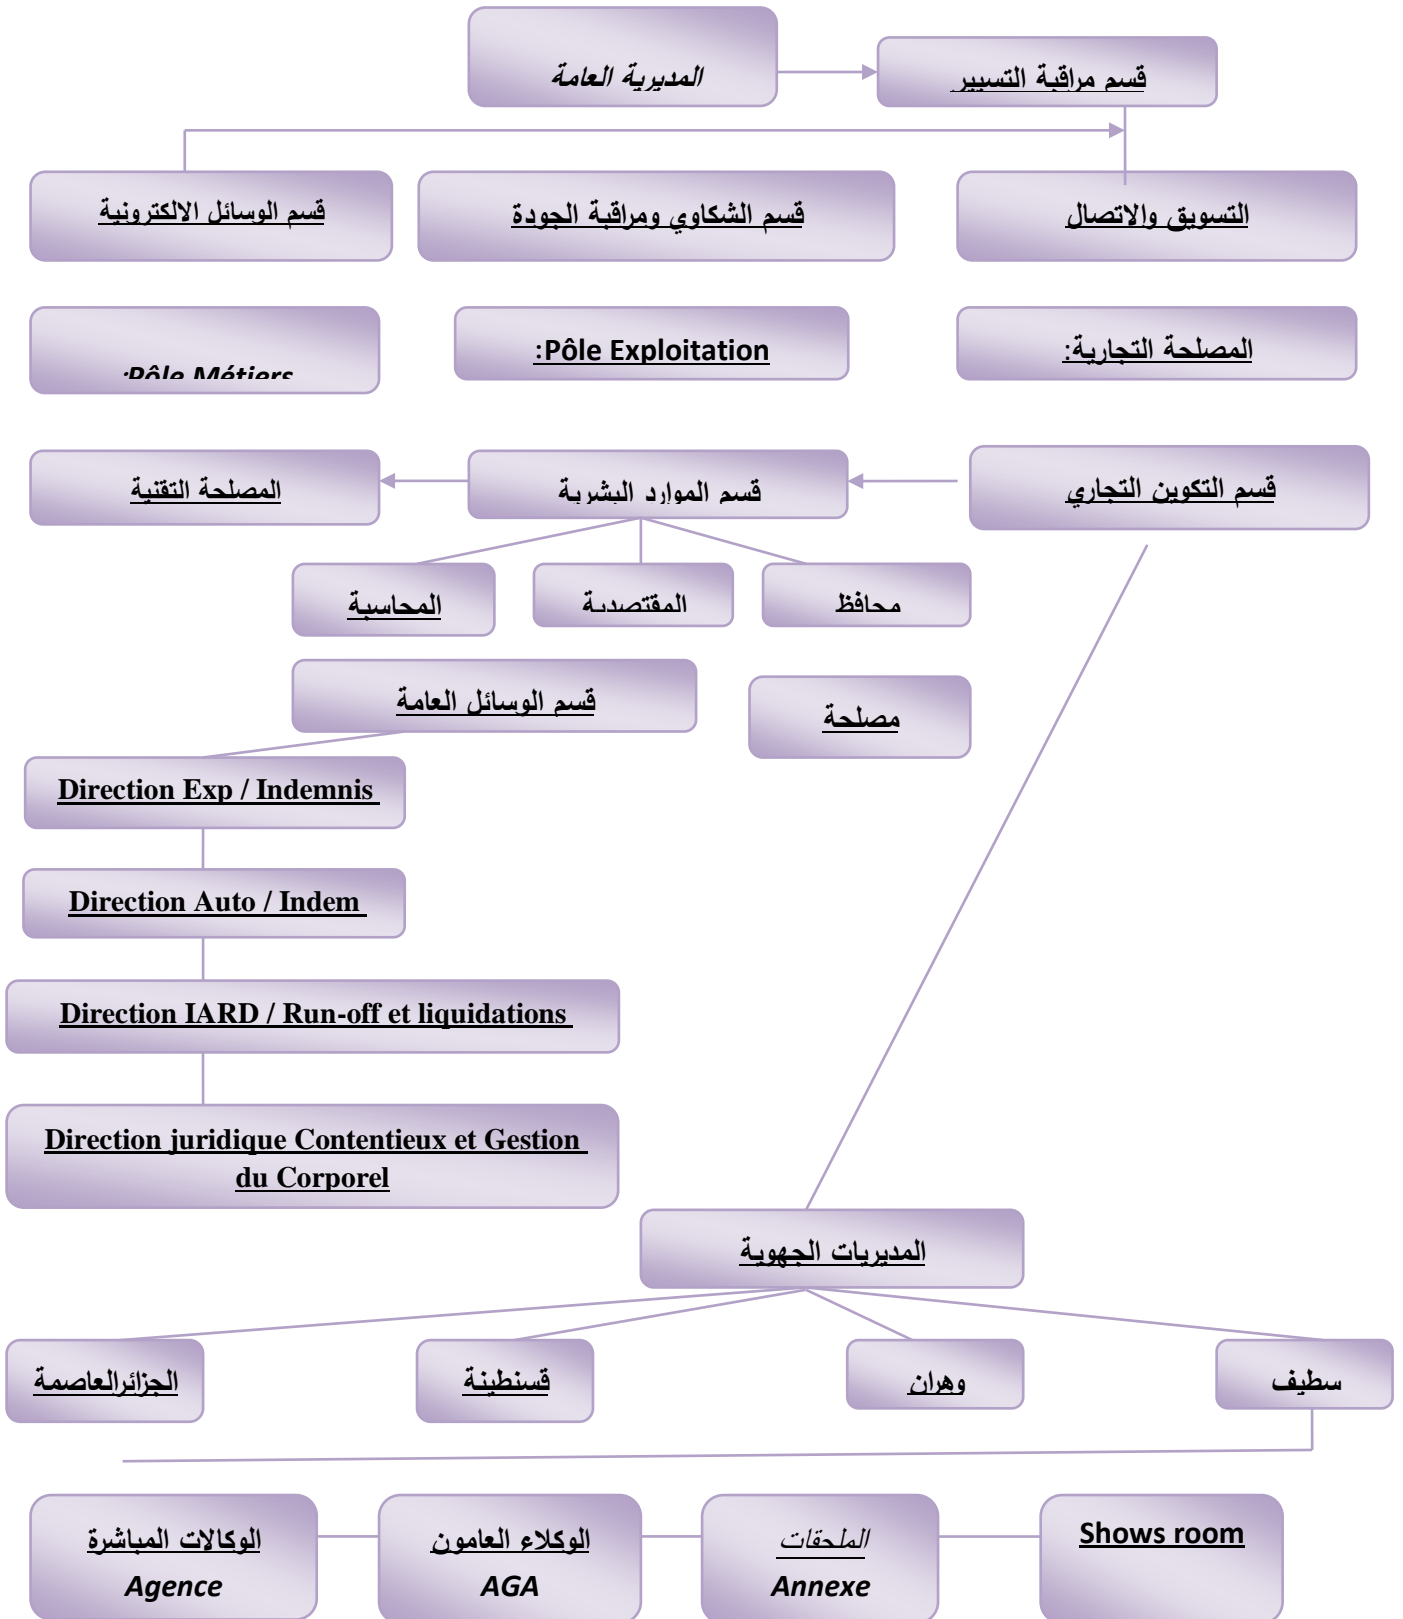 المديرية العامة
قسم مراقبة التسيير
قسم الوسائل الالكترونية
قسم الشكاوي ومراقبة الجودة
التسويق والاتصال
Pôle Métiers:
Pôle Exploitation:
المصلحة التجارية:
المصلحة التقنية
قسم الموارد البشرية
قسم التكوين التجاري
المحاسبة
المقتصدية
محافظ
قسم الوسائل العامة
مصلحة
Direction Exp / Indemnis
Direction Auto / Indem
Direction IARD / Run-off et liquidations
Direction juridique Contentieux et Gestion
du Corporel
المديريات الجهوية
الجزائرالعاصمة
قسنطينة
وهران
سطيف
الوكالات المباشرة
Agence
الوكلاء العامون
AGA
الملحقات
Annexe
Shows room